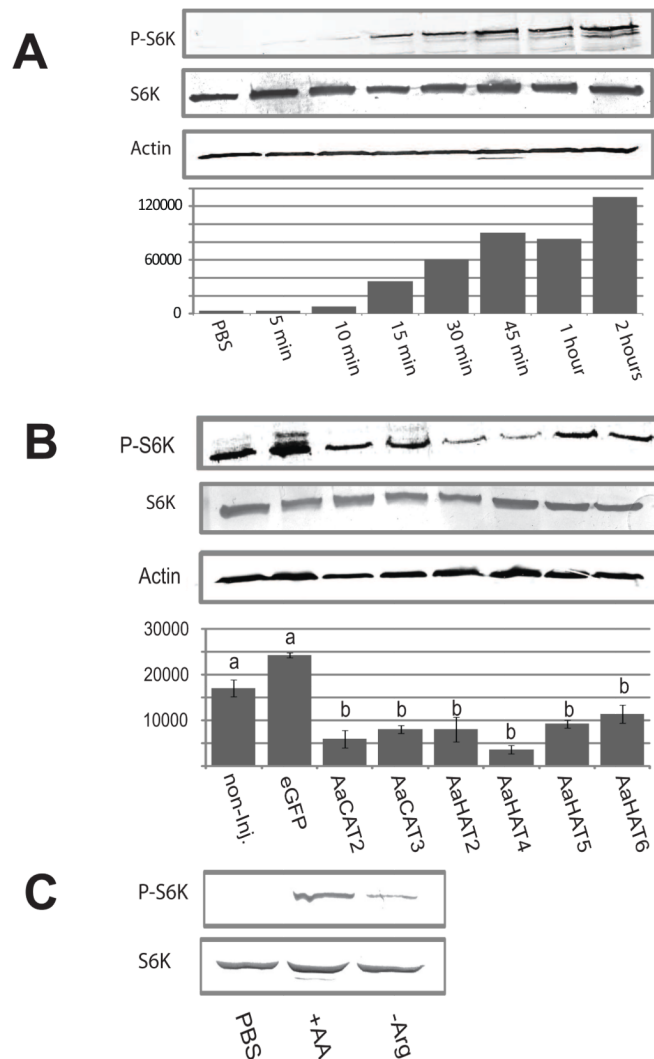 A
P-S6K
S6K
Actin
120000
60000
0
PBS
5 min
10 min
15 min
30 min
45 min
1 hour
2 hours
B
P-S6K
S6K
Actin
30000
20000
10000
a
a
b
b
b
b
b
b
non-Inj.
eGFP
AaCAT2
AaCAT3
AaHAT2
AaHAT4
AaHAT5
AaHAT6
C
P-S6K
S6K
PBS
+AA
-Arg